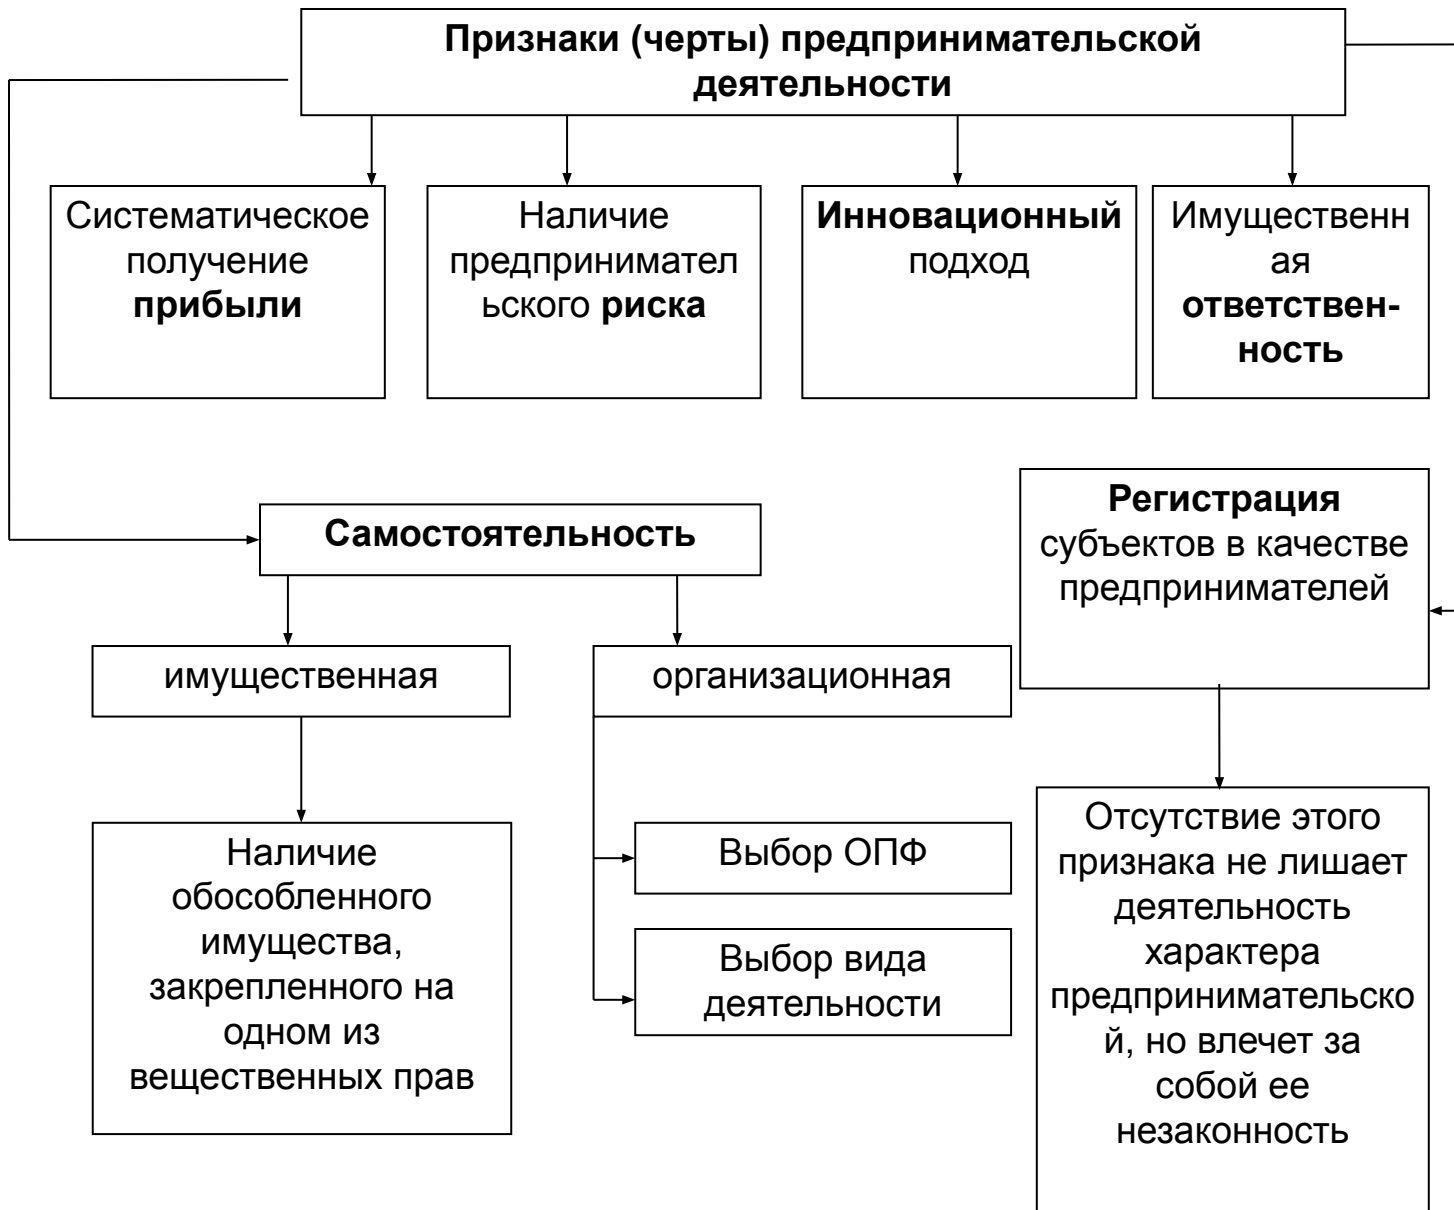 Признаки (черты) предпринимательской
деятельности
Систематическое
получение
прибыли
Наличие
предпринимател
ьского риска
Инновационный
подход
Имуществен
ая
ответствен-
ность
Самостоятельность
имущественная
организационная
Регистрация
субъектов в качестве
предпринимателей
Наличие
обособленного
имущества,
закрепленного на
одном из
вещественных прав
Выбор ОПФ
Выбор вида
деятельности
Отсутствие этого
признака не лишает
деятельность
характера
предпринимательско
й, но влечет за
собой ее
незаконность